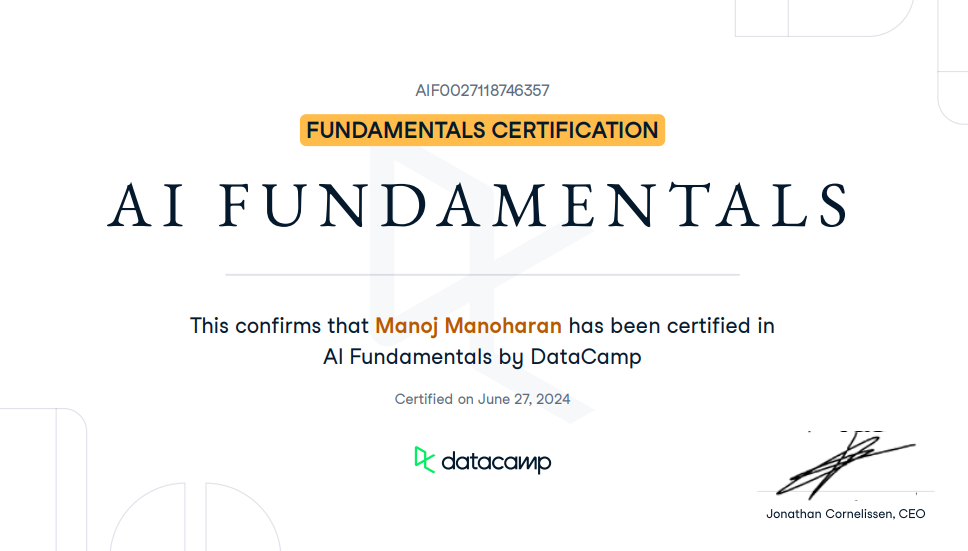 AIF0027118746357
FUNDAMENTALS CERTIFICATION
AI FUNDAMENTALS
This confirms that Manoj Manoharan has been certified in
AI Fundamentals by DataCamp
Certified on June 27, 2024
datacamp
Jonathan Cornelissen, CEO